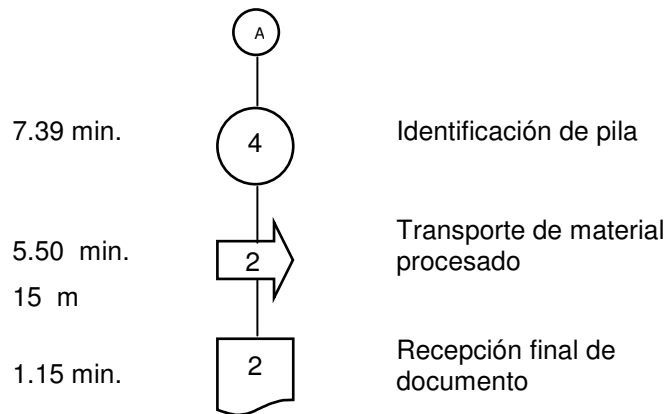 A
7.39 min.
4
Identificación de pila
5.50 min.
15 m
2
Transporte de material
procesado
1.15 min.
2
Recepción final de
documento